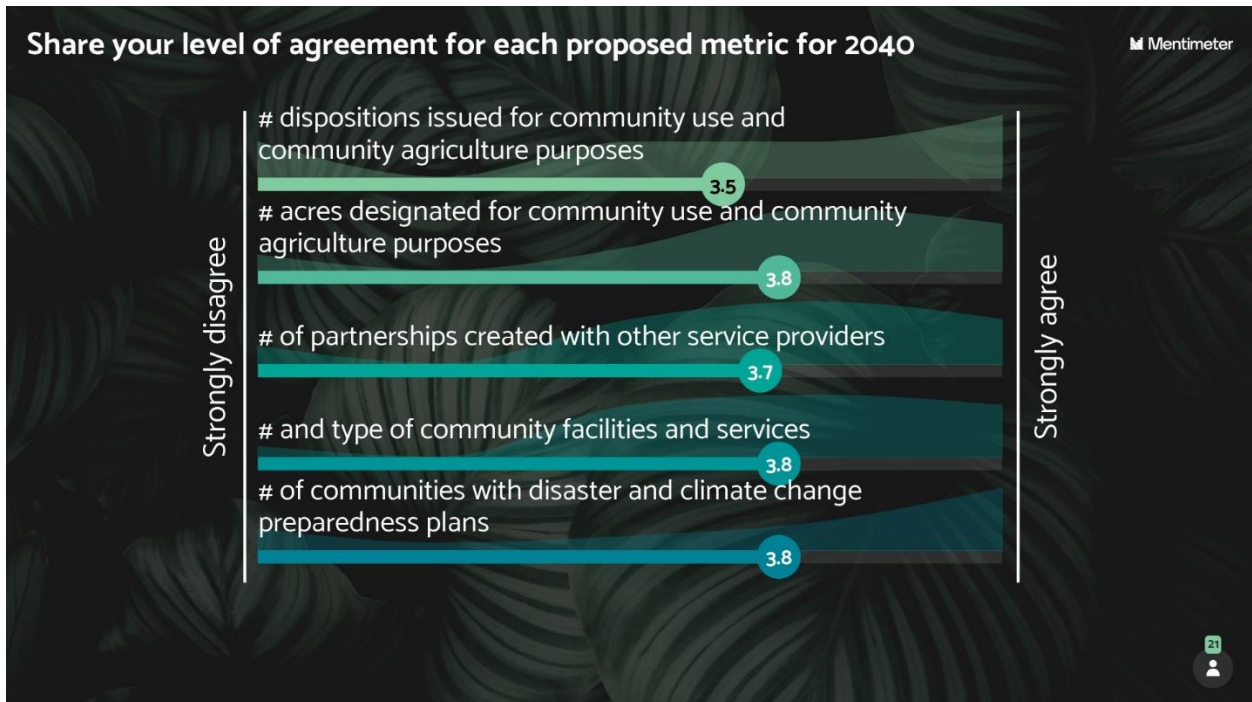 Share your level of agreement for each proposed metric for 2040
Mentimeter
Strongly disagree
# dispositions issued for community use and
community agriculture purposes
3.5
# acres designated for community use and community
agriculture purposes
3.8
# of partnerships created with other service providers
3.7
# and type of community facilities and services
3.8
# of communities with disaster and climate change
preparedness plans
3.8
Strongly agree
21